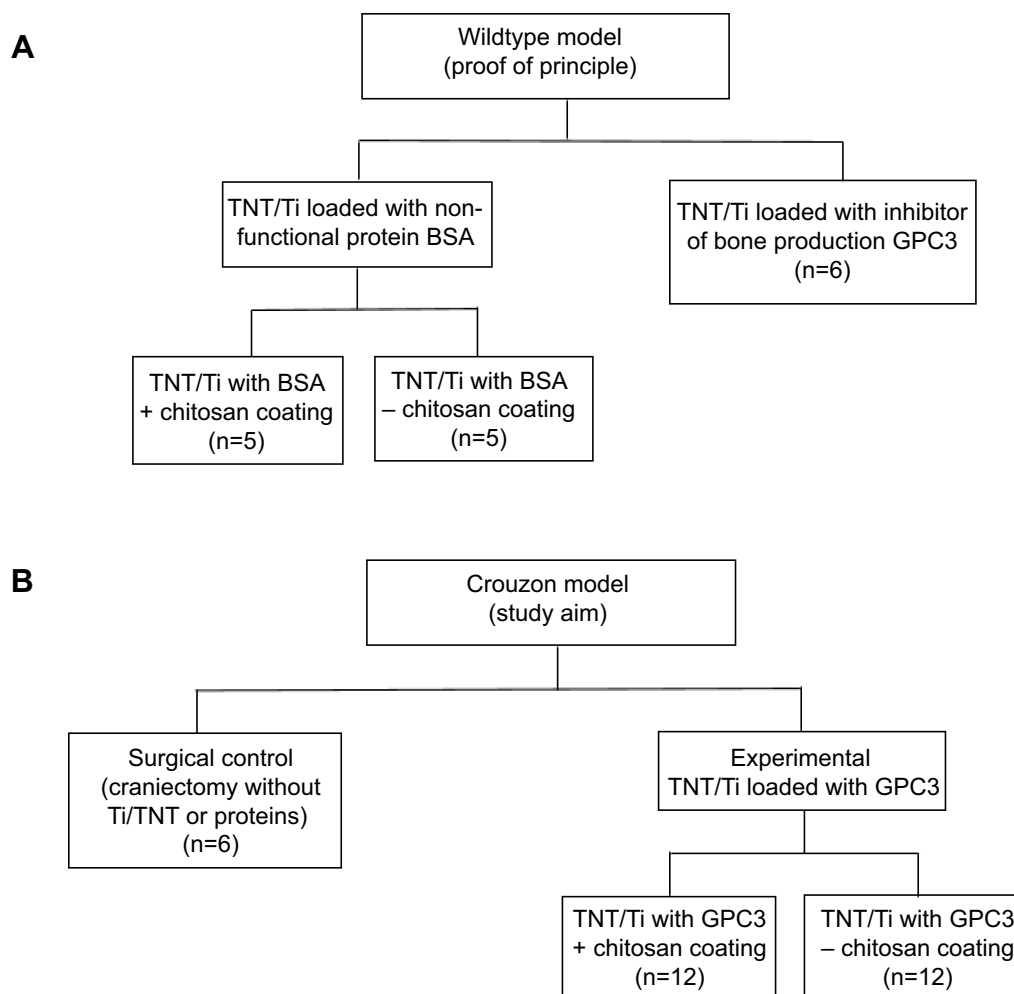 A
Wildtype model
(proof of principle)
TNT/Ti loaded with non-
functional protein BSA
TNT/Ti loaded with inhibitor
of bone production GPC3
(n=6)
TNT/Ti with BSA
+ chitosan coating
(n=5)
TNT/Ti with BSA
– chitosan coating
(n=5)
B
Crouzon model
(study aim)
Surgical control
(craniectomy without
Ti/TNT or proteins)
(n=6)
Experimental
TNT/Ti loaded with GPC3
TNT/Ti with GPC3
+ chitosan coating
(n=12)
TNT/Ti with GPC3
– chitosan coating
(n=12)